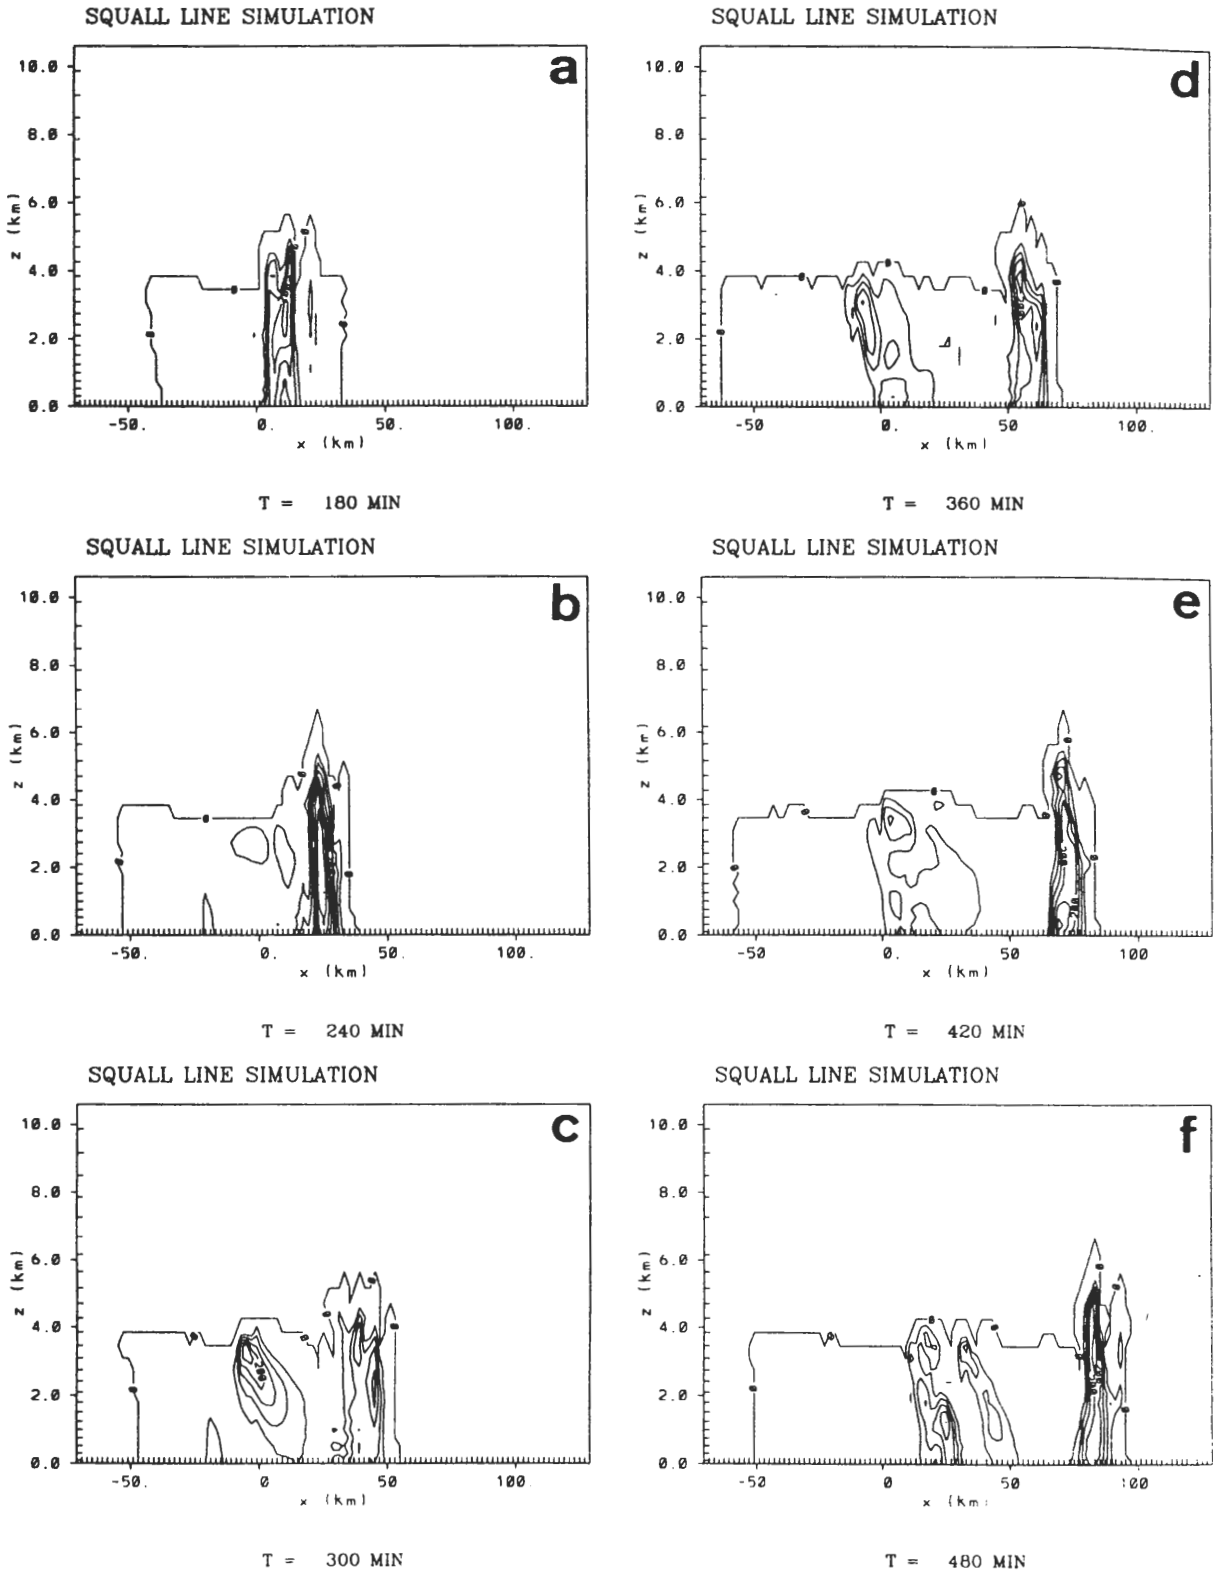 SQUALL LINE SIMULATION
a
10.0
8.0
6.0
4.0
2.0
0.0
z (km)
-50.
0.
50.
100.
x (km)
T = 180 MIN
SQUALL LINE SIMULATION
d
10.0
8.0
6.0
4.0
2.0
0.0
z (km)
-50.
0.
50
100.
x (km)
T = 360 MIN
SQUALL LINE SIMULATION
b
10.0
8.0
6.0
4.0
2.0
0.0
z (km)
-50.
0.
50.
100.
x (km)
T = 240 MIN
SQUALL LINE SIMULATION
e
10.0
8.0
6.0
4.0
2.0
0.0
z (km)
-50.
0.
50
100
x (km)
T = 420 MIN
SQUALL LINE SIMULATION
c
10.0
8.0
6.0
4.0
2.0
0.0
z (km)
-50.
0
50.
100.
x (km)
T = 300 MIN
SQUALL LINE SIMULATION
f
10.0
8.0
6.0
4.0
2.0
0.0
z (km)
-50
0
50
100
x (km)
T = 480 MIN